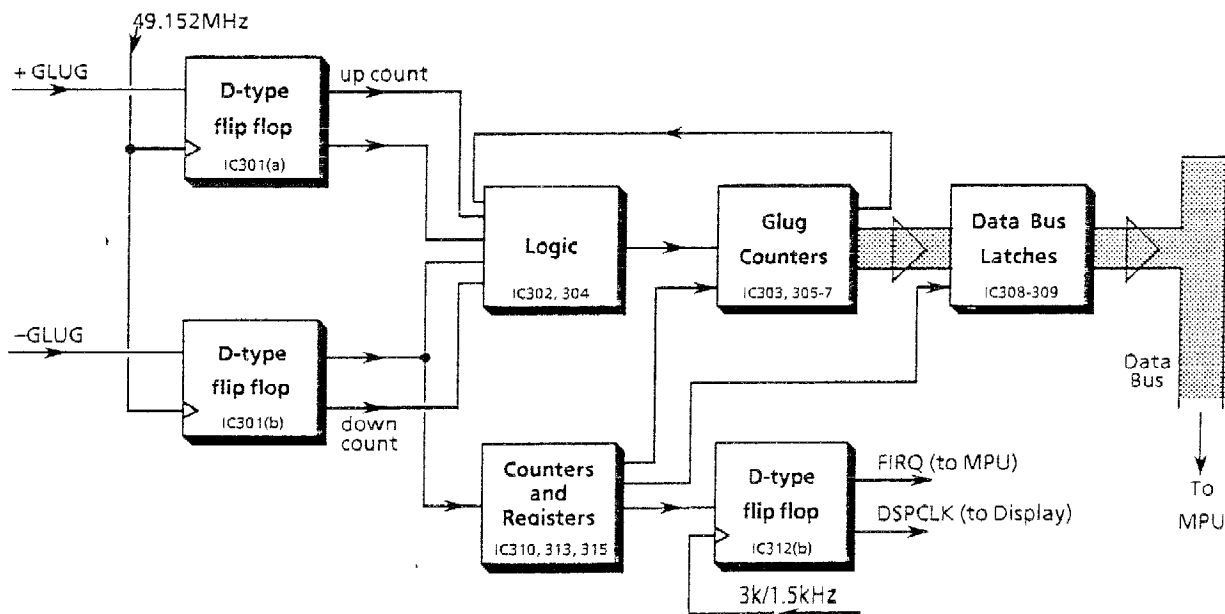 49.152MHz
+ GLUG
D-type
flip flop
IC301(a)
up count
Logic
IC302, 304
Glug
Counters
IC303, 305-7
Data Bus
Latches
IC308-309
−GLUG
D-type
flip flop
IC301(b)
down
count
Data
Bus
Counters
and
Registers
IC310, 313, 315
D-type
flip flop
IC312(b)
FIRQ (to MPU)
DSPCLK (to Display)
To
MPU
3k/1.5kHz